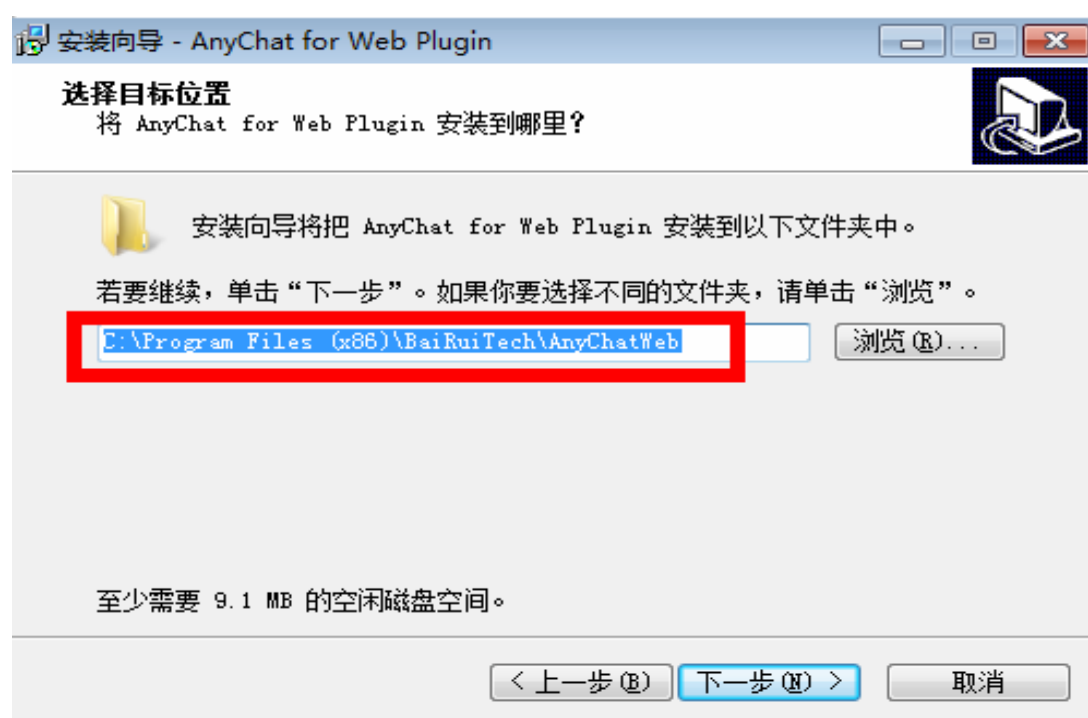 安装向导 - AnyChat for Web Plugin
选择目标位置
将 AnyChat for Web Plugin 安装到哪里?
安装向导将把 AnyChat for Web Plugin 安装到以下文件夹中。
若要继续，单击“下一步”。如果你要选择不同的文件夹，请单击“浏览”。
C:\Program Files (x86)\BaiRuiTech\AnyChatWeb 浏览(R)...
至少需要 9.1 MB 的空闲磁盘空间。
< 上一步(B) 下一步(N) > 取消